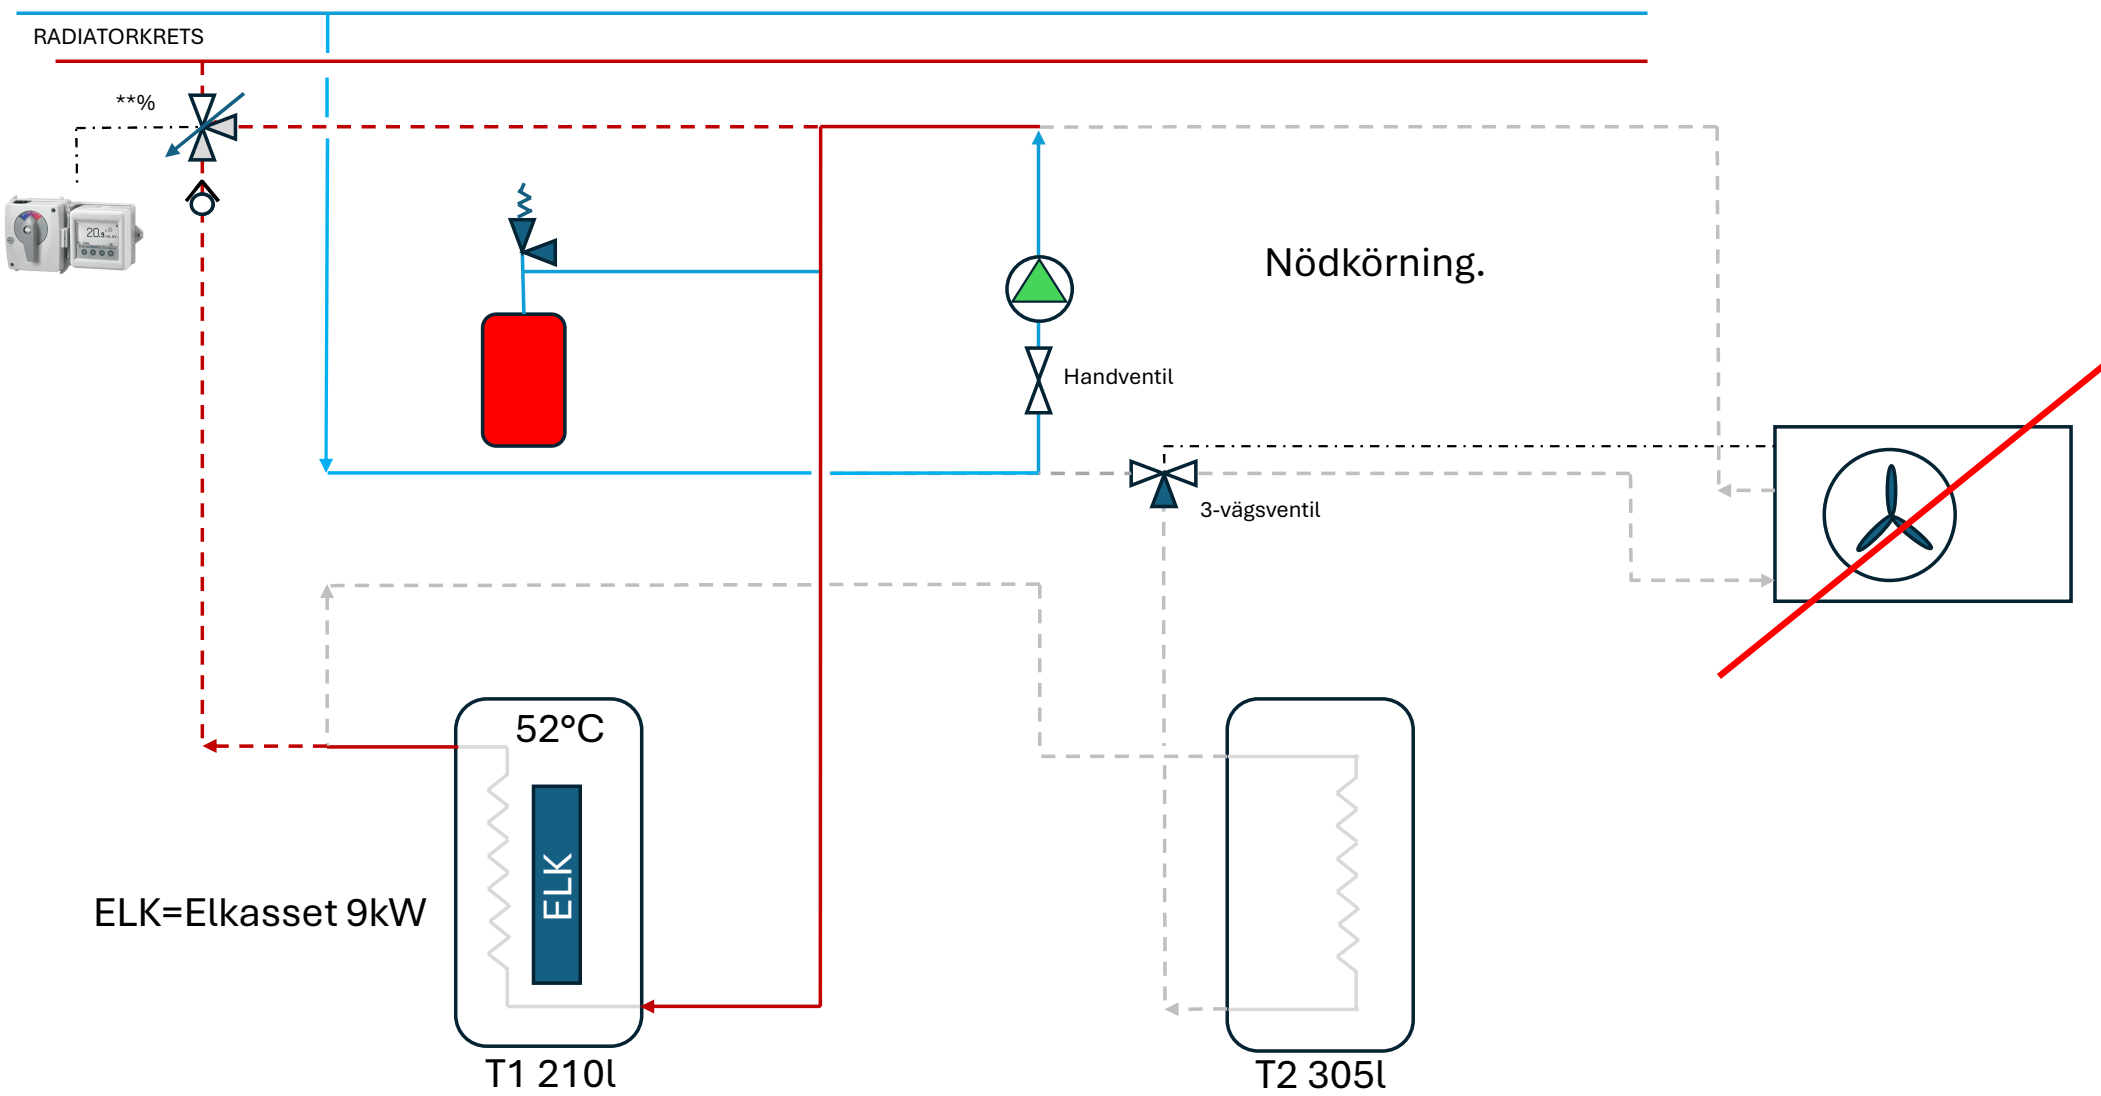 RADIATORKRETS
**%
Nödkörning.
Handventil
3-vägsventil
52°C
ELK
ELK=Elkasset 9kW
T1 210l
T2 305l